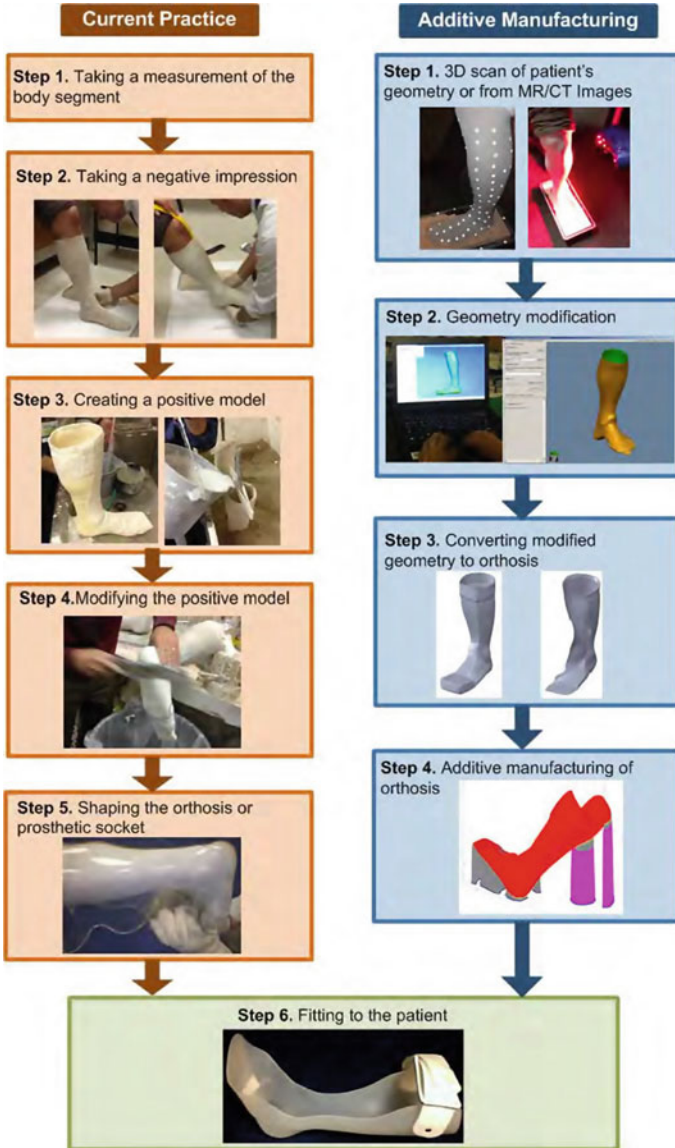 Current Practice
Step 1. Taking a measurement of the
body segment
Step 2. Taking a negative impression
Step 3. Creating a positive model
Step 4.Modifying the positive model
Step 5. Shaping the orthosis or
prosthetic socket
Additive Manufacturing
Step 1. 3D scan of patient's
geometry or from MR/CT Images
Step 2. Geometry modification
Step 3. Converting modified
geometry to orthosis
Step 4. Additive manufacturing of
orthosis
Step 6. Fitting to the patient